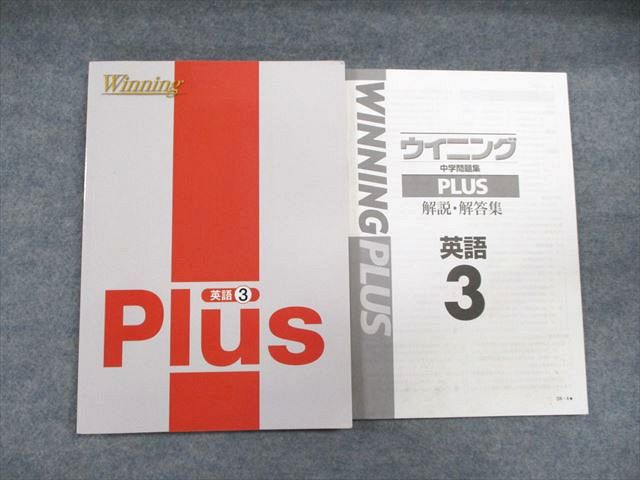 Winning
英語 3
Plus
WINNING PLUS
ウイニング
中学問題集
PLUS
解説・解答集
英語
3